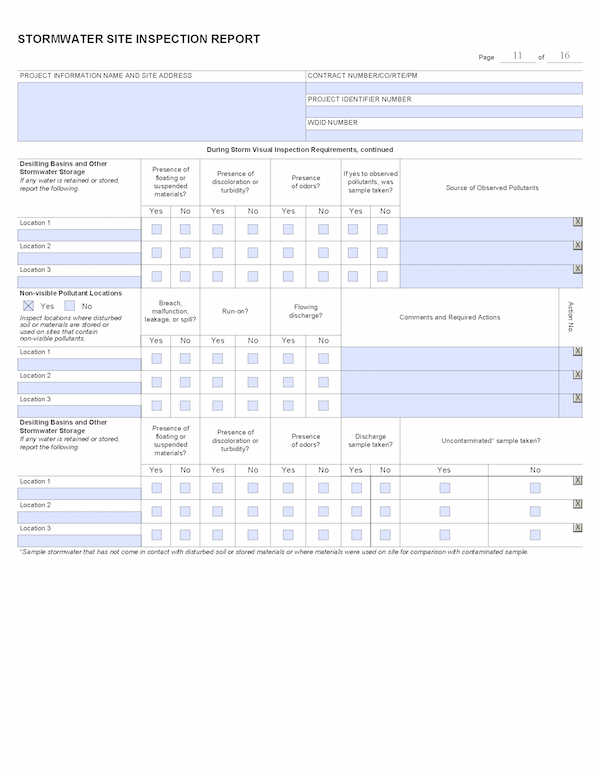 STORMWATER SITE INSPECTION REPORT
Page 11 of 16
PROJECT INFORMATION NAME AND SITE ADDRESS
CONTRACT NUMBER/CO/RTE/PM
PROJECT IDENTIFIER NUMBER
WDID NUMBER
During Storm Visual Inspection Requirements, continued
Desilting Basins and Other
Stormwater Storage
If any water is retained or stored,
report the following.
Presence of
floating or
suspended
materials?
Presence of
discoloration or
turbidity?
Presence
of odors?
If yes to observed
pollutants, was
sample taken?
Source of Observed Pollutants
Yes No Yes No Yes No Yes No
Location 1
X
Location 2
X
Location 3
X
Non-visible Pollutant Locations
X Yes No
Inspect locations where disturbed
soil or materials are stored or
used on sites that contain
non-visible pollutants.
Breach,
malfunction,
leakage, or spill?
Run-on?
Flowing
discharge?
Comments and Required Actions
Action No.
Yes No Yes No Yes No
Location 1
X
Location 2
X
Location 3
X
Desilting Basins and Other
Stormwater Storage
If any water is retained or stored,
report the following.
Presence of
floating or
suspended
materials?
Presence of
discoloration or
turbidity?
Presence
of odors?
Discharge
sample taken?
Uncontaminated* sample taken?
Yes No Yes No Yes No Yes No Yes No
Location 1
X
Location 2
X
Location 3
X
*Sample stormwater that has not come in contact with disturbed soil or stored materials or where materials were used on site for comparison with contaminated sample.